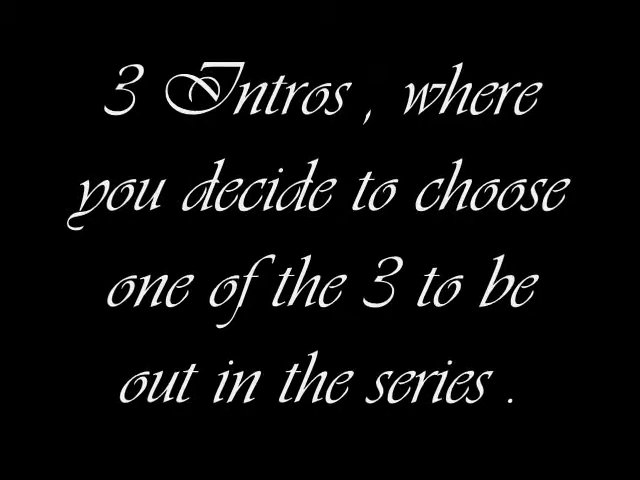 3 Intros , where
you decide to choose
one of the 3 to be
out in the series .